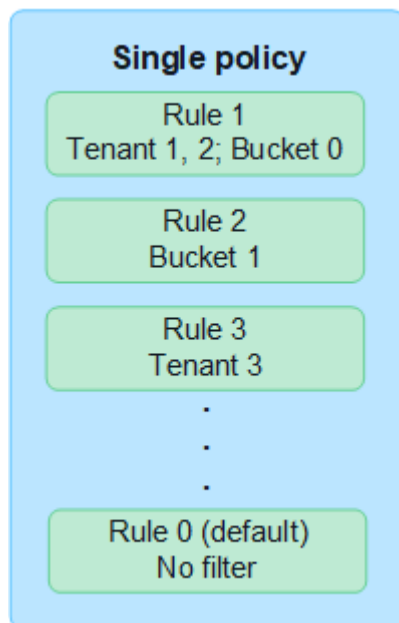 Single policy
Rule 1
Tenant 1, 2; Bucket 0
Rule 2
Bucket 1
Rule 3
Tenant 3
.
.
.
Rule 0 (default)
No filter